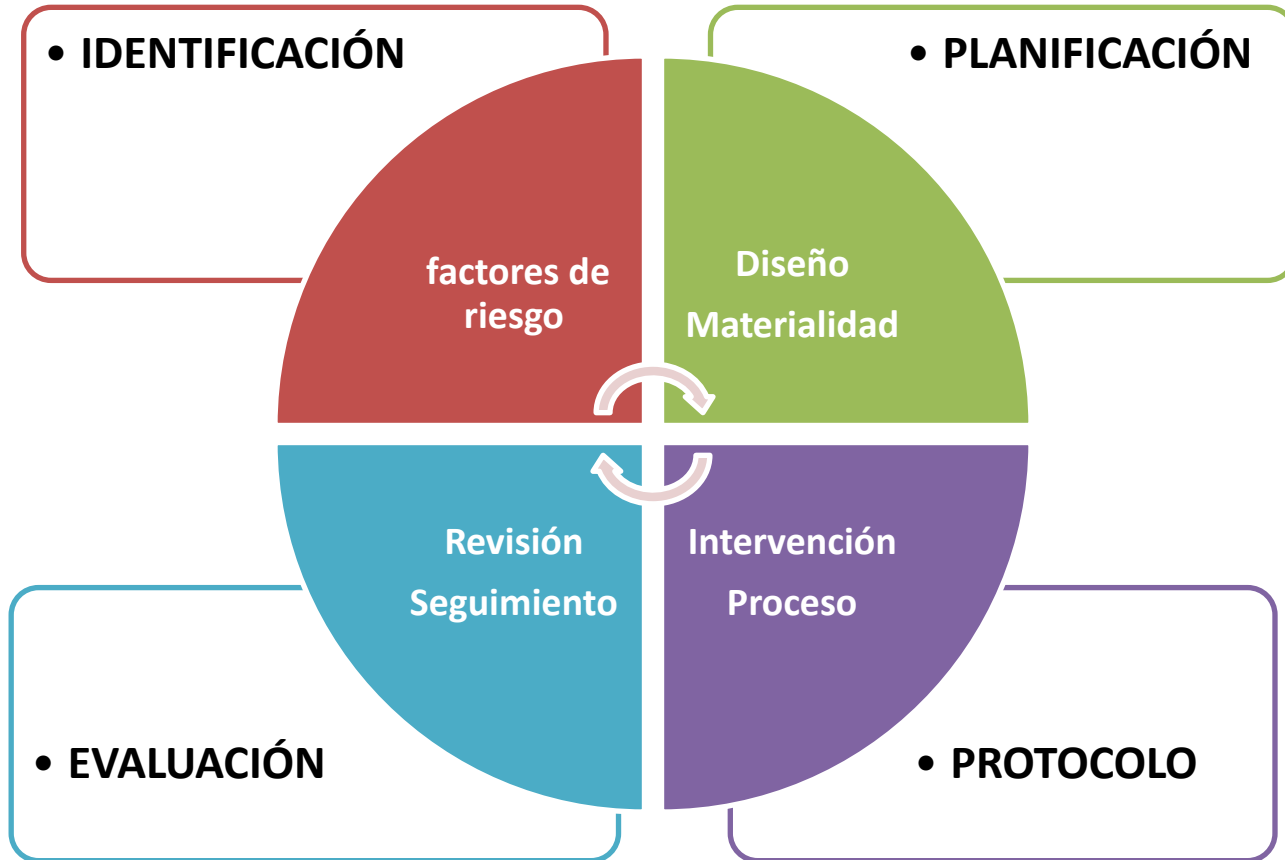 • IDENTIFICACIÓN
• PLANIFICACIÓN
factores de
riesgo
Diseño
Materialidad
Revisión
Seguimiento
Intervención
Proceso
• EVALUACIÓN
• PROTOCOLO